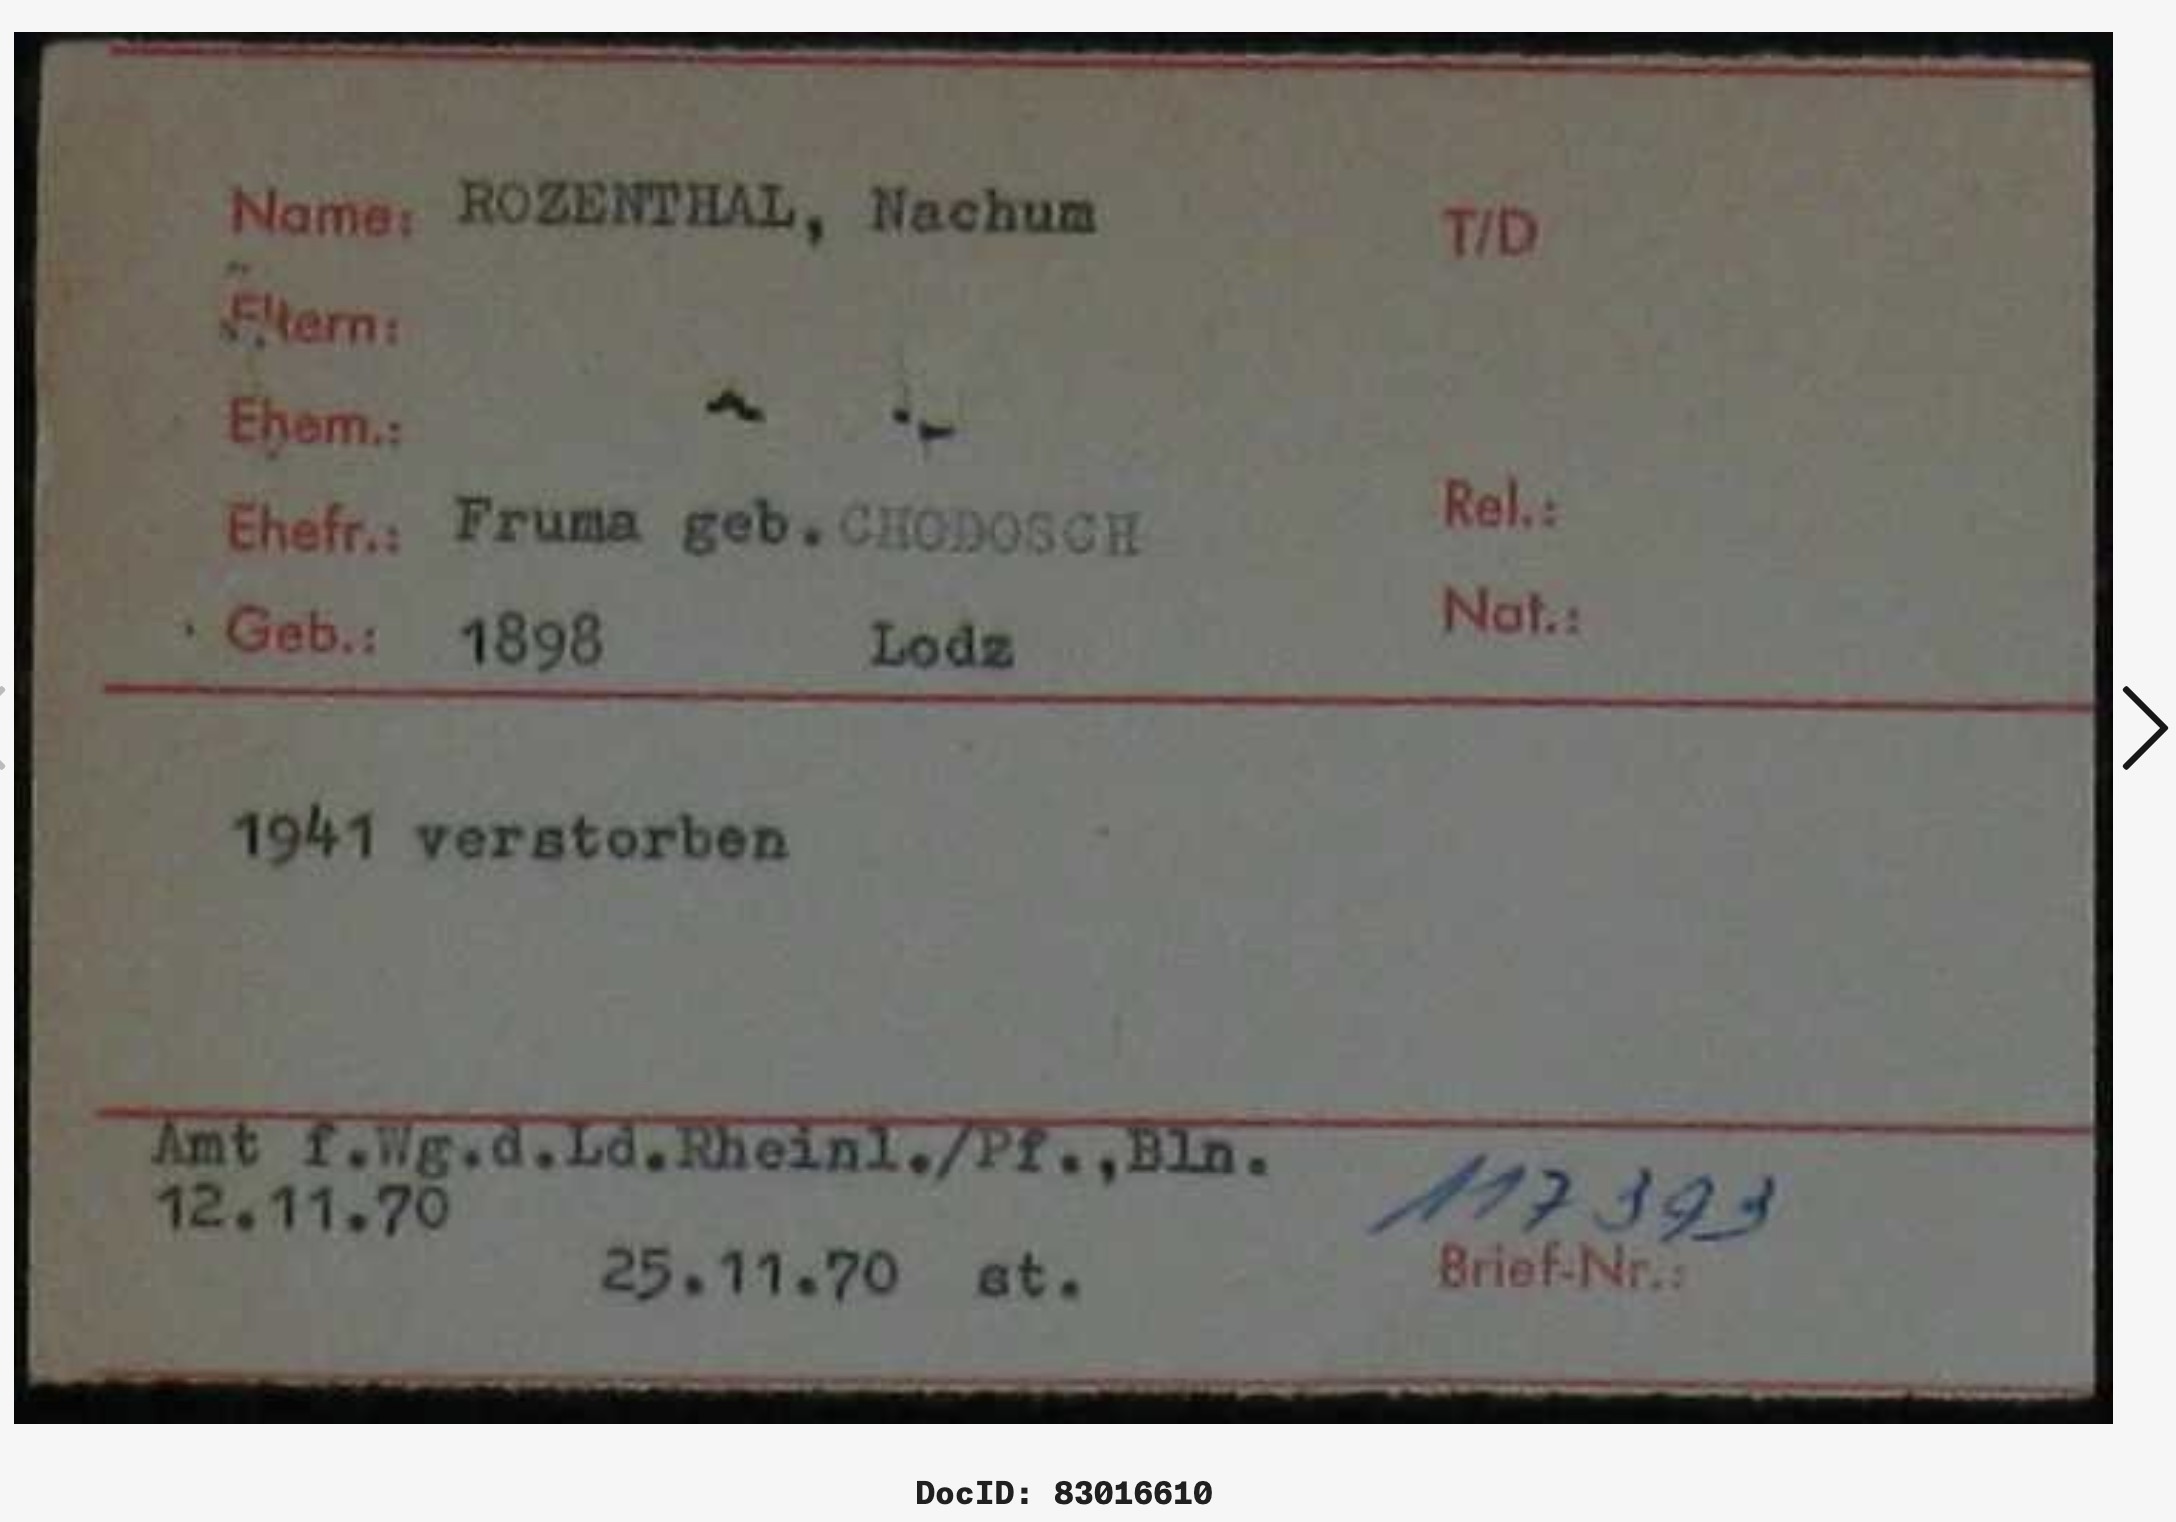 Name: ROZENTHAL, Nachum T/D
Eltern:
Ehem.:
Ehefr.: Fruma geb. CHODOSCH Rel.:
Geb.: 1898 Lodz Nat.:
1941 verstorben
Amt f.Wg.d.Ld.Rheinl./Pf.,Bln.
12.11.70
117393
25.11.70 st. Brief-Nr.:
DocID: 83016610